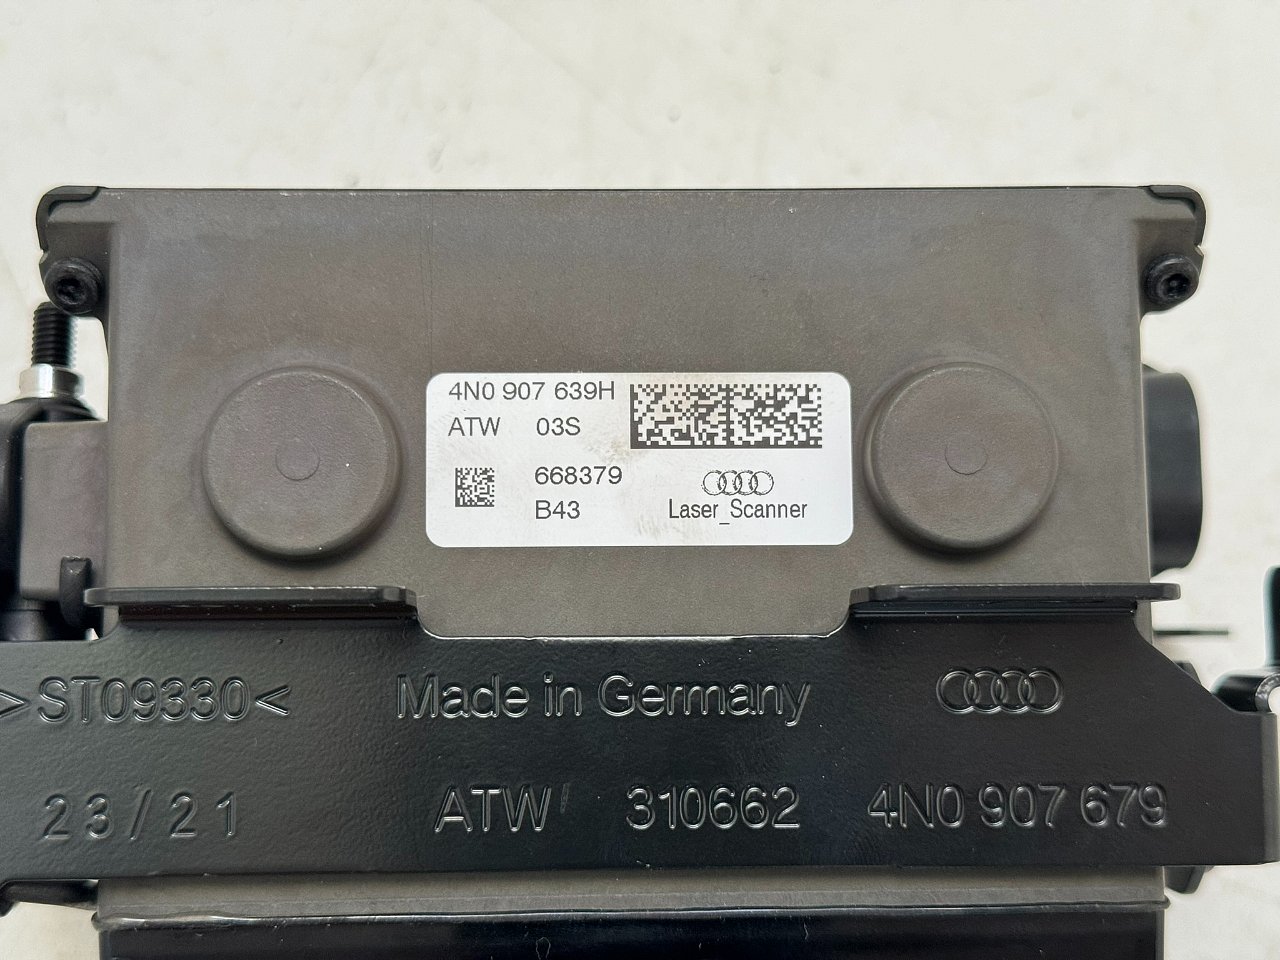 4N0 907 639H
ATW 03S
668379
B43
Laser_Scanner
>ST09330< Made in Germany
23/21 ATW 310662 4N0 907 679